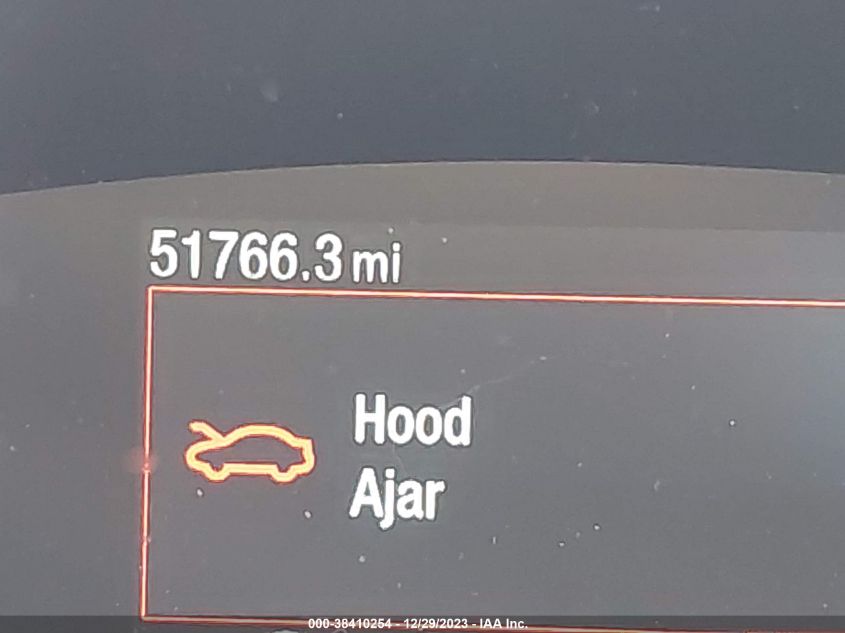 51766.3 mi
Hood
Ajar
000-38410254 - 12/29/2023 - IAA Inc.